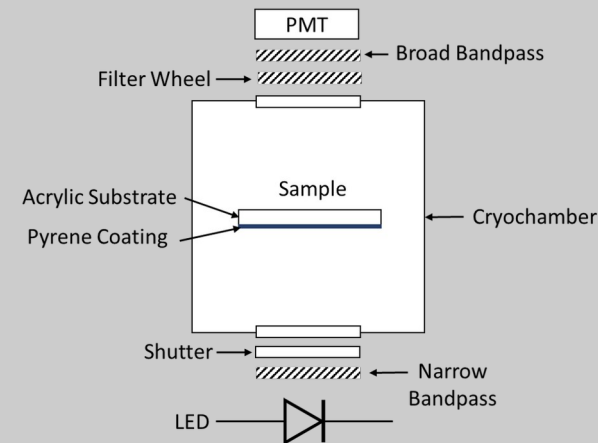 PMT
Broad Bandpass
Filter Wheel
Sample
Acrylic Substrate
Cryochamber
Pyrene Coating
Shutter
Narrow
Bandpass
LED